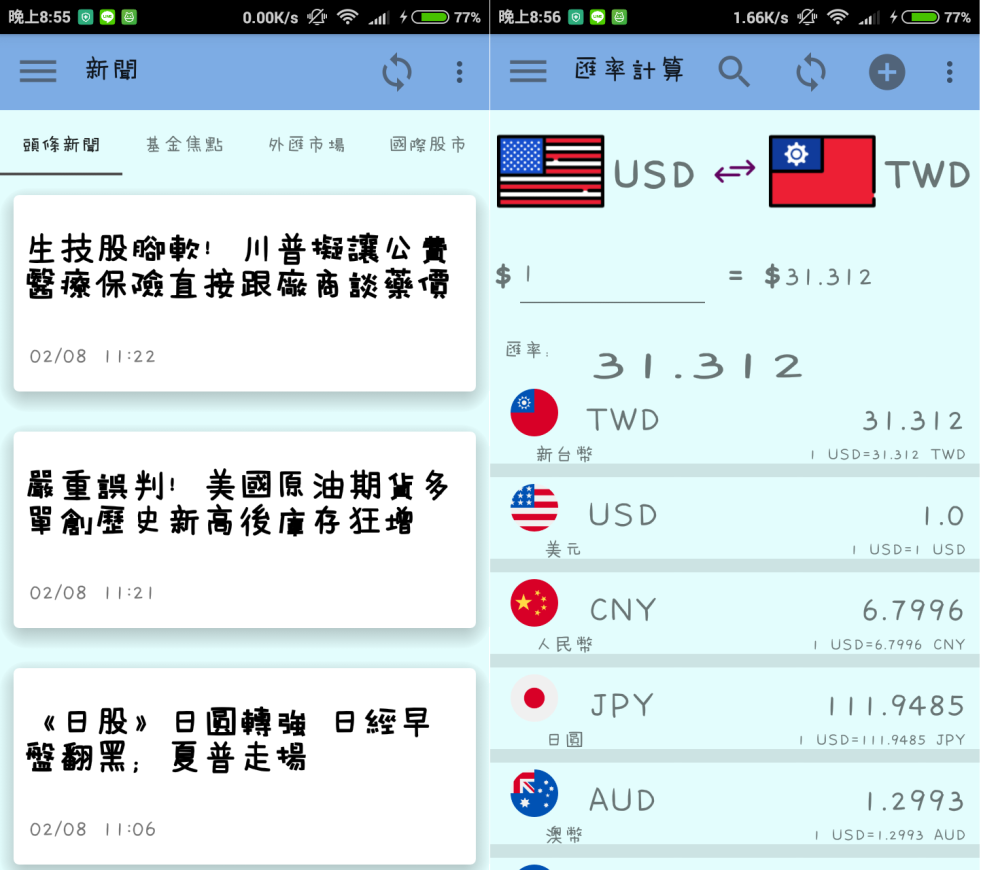 晚上8:55
0.00K/s
77%
新聞
頭條新聞
基金焦點
外匯市場
國際股市
生技股腳軟! 川普擬讓公費
醫療保險直接跟廠商談藥價
02/08 11:22
嚴重誤判! 美國原油期貨多
單創歷史新高後庫存狂增
02/08 11:21
《日股》日圓轉強 日經早
盤翻黑; 夏普走揚
02/08 11:06
晚上8:56
1.66K/s
77%
匯率計算
USD
TWD
$ 1 = $31.312
匯率: 31.312
TWD 31.312
新台幣 1 USD=31.312 TWD
USD 1.0
美元 1 USD=1 USD
CNY 6.7996
人民幣 1 USD=6.7996 CNY
JPY 111.9485
日圓 1 USD=111.9485 JPY
AUD 1.2993
澳幣 1 USD=1.2993 AUD